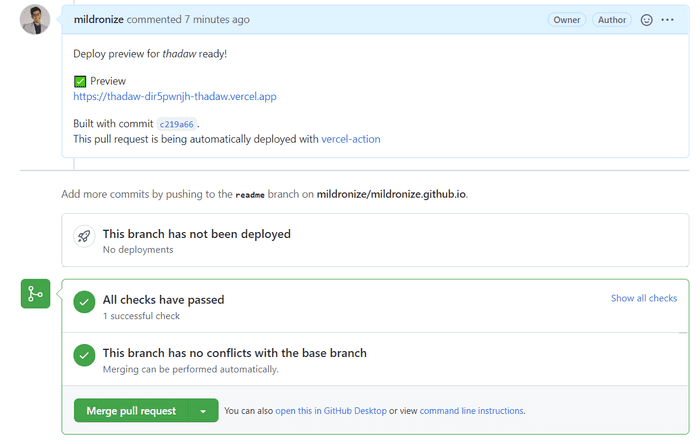 mildronize commented 7 minutes ago Owner Author
Deploy preview for thadaw ready!
✅ Preview
https://thadaw-dir5pwnjh-thadaw.vercel.app
Built with commit c219a66 .
This pull request is being automatically deployed with vercel-action
Add more commits by pushing to the readme branch on mildronize/mildronize.github.io.
This branch has not been deployed
No deployments
All checks have passed Show all checks
1 successful check
This branch has no conflicts with the base branch
Merging can be performed automatically.
Merge pull request You can also open this in GitHub Desktop or view command line instructions.